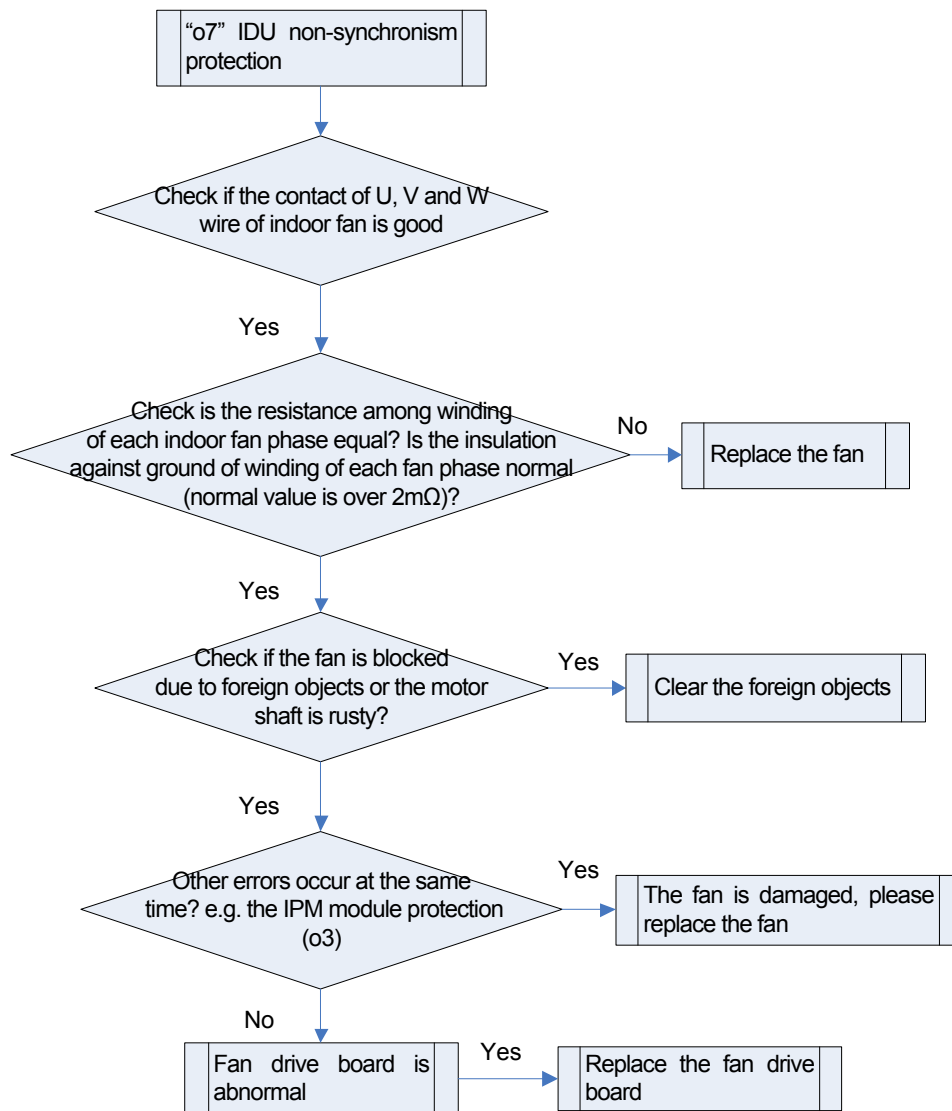 “o7” IDU non-synchronism
protection
Check if the contact of U, V and W
wire of indoor fan is good
Yes
Check is the resistance among winding
of each indoor fan phase equal? Is the insulation
against ground of winding of each fan phase normal
(normal value is over 2mΩ)?
No
Replace the fan
Yes
Check if the fan is blocked
due to foreign objects or the motor
shaft is rusty?
Yes
Clear the foreign objects
Yes
Other errors occur at the same
time? e.g. the IPM module protection
(o3)
Yes
The fan is damaged, please
replace the fan
No
Fan drive board is
abnormal
Yes
Replace the fan drive
board